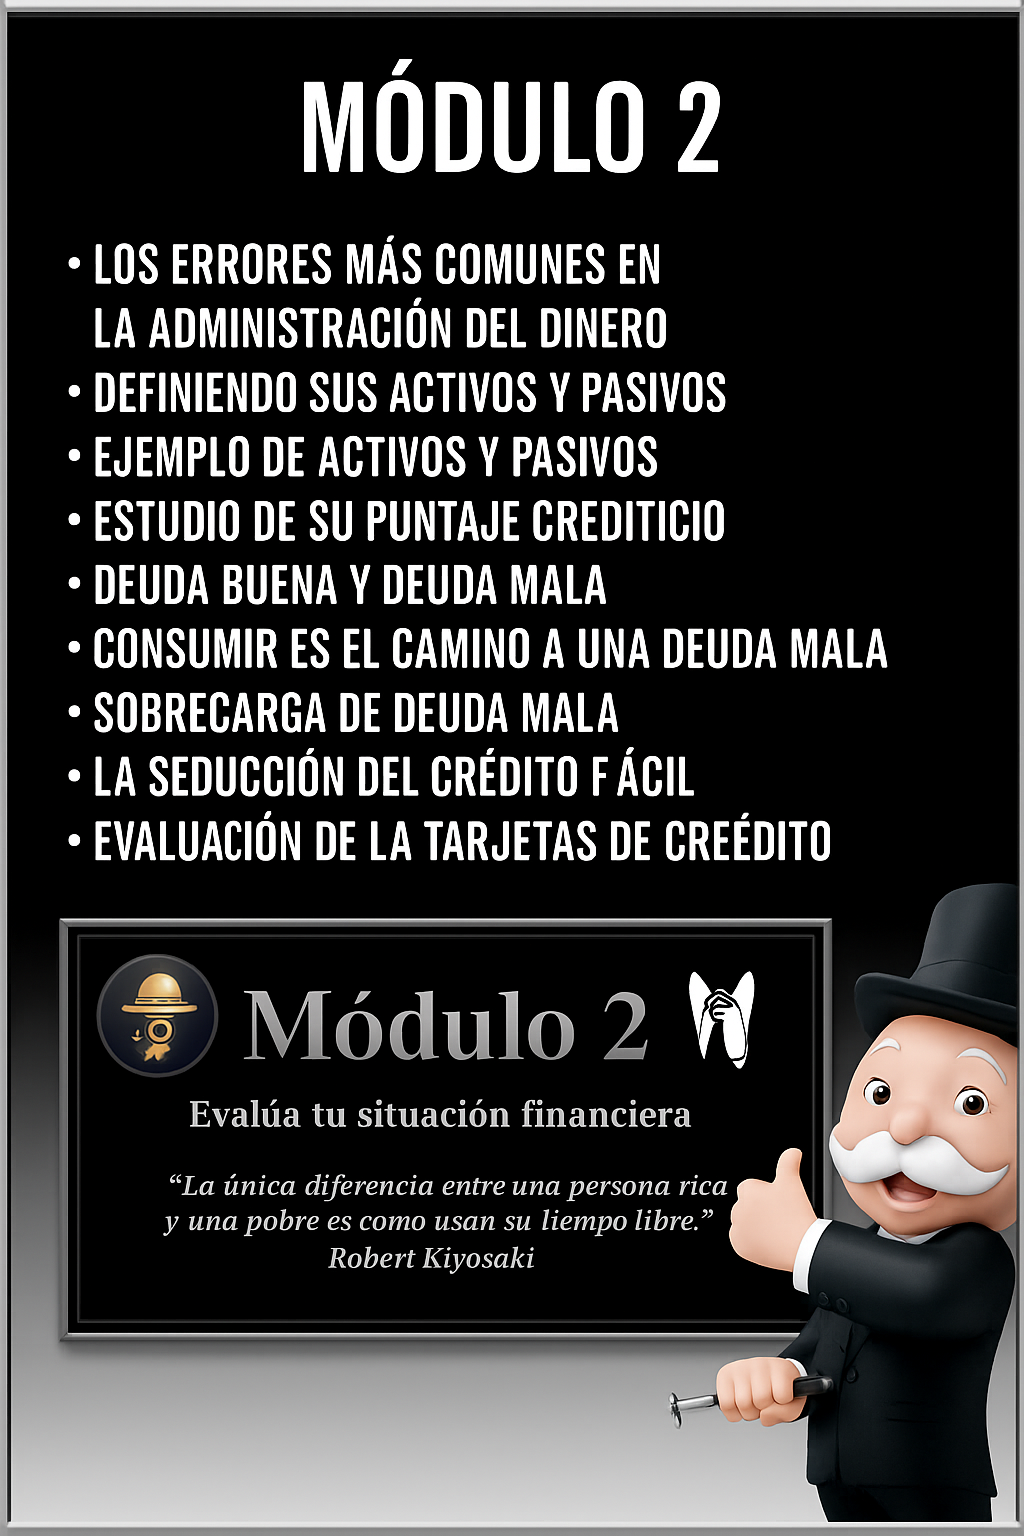 MÓDULO 2
• LOS ERRORES MÁS COMUNES EN
LA ADMINISTRACIÓN DEL DINERO
• DEFINIENDO SUS ACTIVOS Y PASIVOS
• EJEMPLO DE ACTIVOS Y PASIVOS
• ESTUDIO DE SU PUNTAJE CREDITICIO
• DEUDA BUENA Y DEUDA MALA
• CONSUMIR ES EL CAMINO A UNA DEUDA MALA
• SOBRECARGA DE DEUDA MALA
• LA SEDUCCIÓN DEL CRÉDITO FÁCIL
• EVALUACIÓN DE LA TARJETAS DE CREÉDITO
Módulo 2
Evalúa tu situación financiera
“La única diferencia entre una persona rica
y una pobre es como usan su liempo libre.”
Robert Kiyosaki